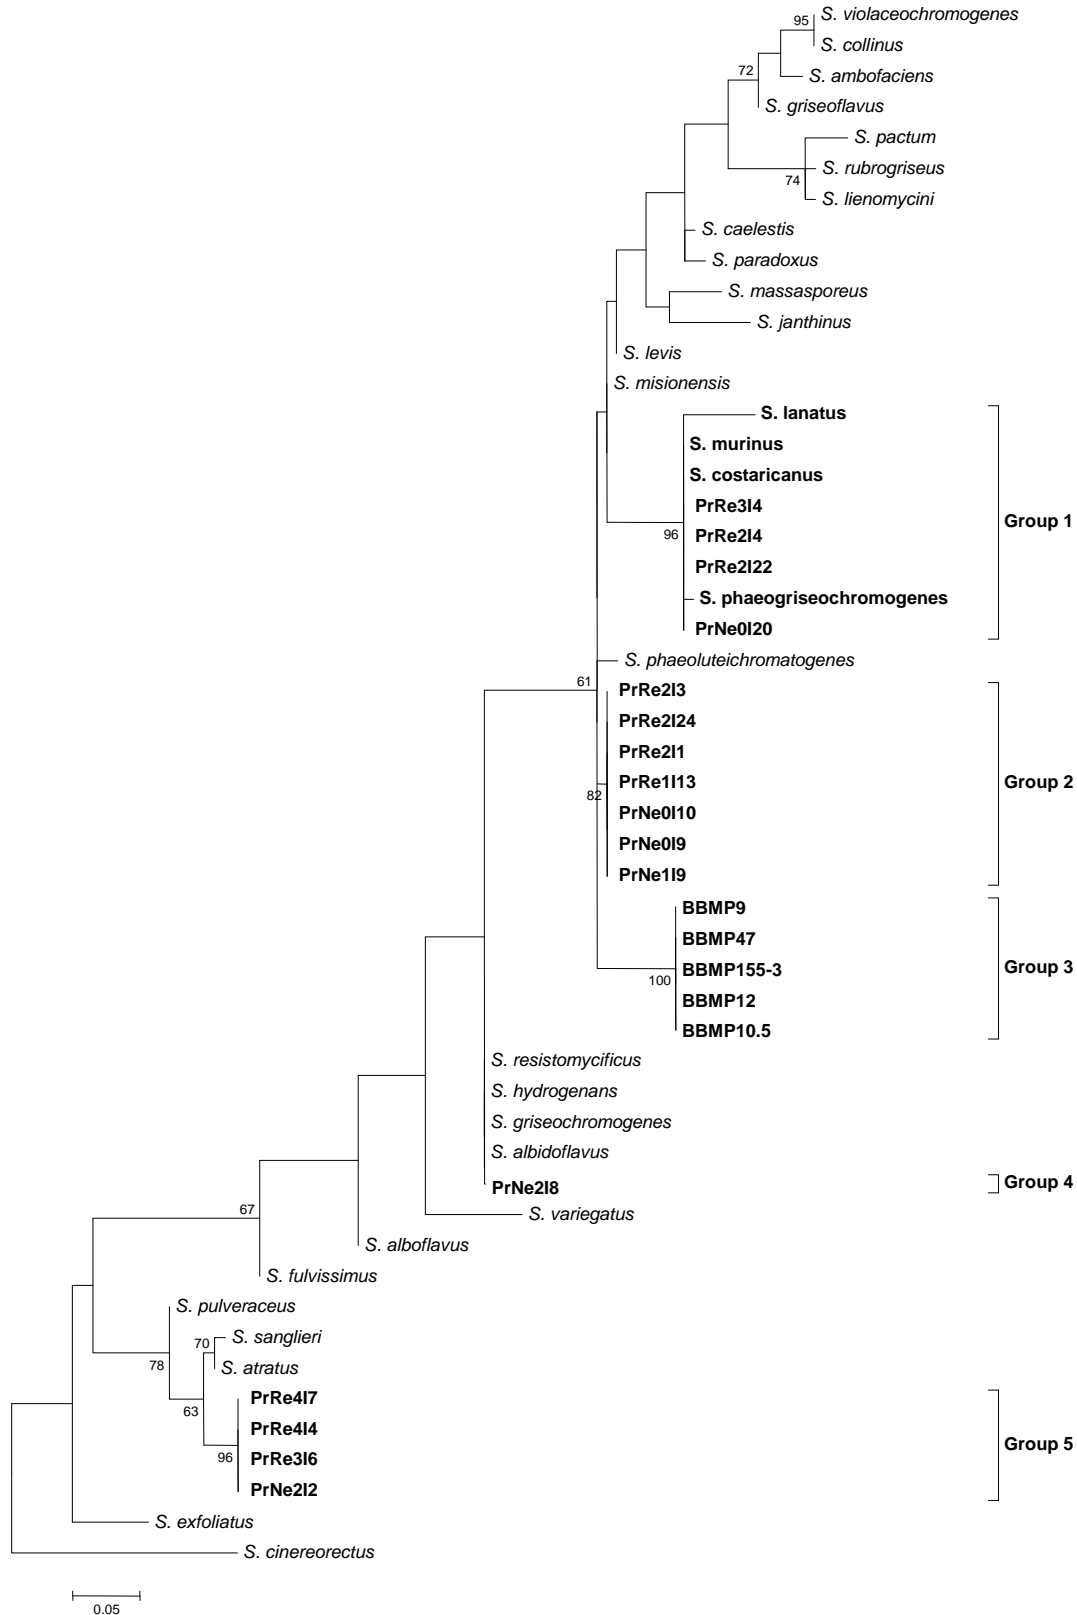 95
S. violaceochromogenes
S. collinus
72
S. ambofaciens
S. griseoflavus
S. pactum
S. rubrogriseus
74
S. lienomycini
S. caelestis
S. paradoxus
S. massasporeus
S. janthinus
S. levis
S. misionensis
S. lanatus
S. murinus
S. costaricanus
PrRe3I4
Group 1
PrRe2I4
96
PrRe2I22
S. phaeogriseochromogenes
PrNe0I20
S. phaeoluteichromatogenes
61
PrRe2I3
PrRe2I24
PrRe2I1
PrRe1I13
Group 2
82
PrNe0I10
PrNe0I9
PrNe1I9
BBMP9
BBMP47
BBMP155-3
Group 3
100
BBMP12
BBMP10.5
S. resistomycificus
S. hydrogenans
S. griseochromogenes
S. albidoflavus
PrNe2I8
Group 4
67
S. variegatus
S. alboflavus
S. fulvissimus
S. pulveraceus
70
S. sanglieri
78
S. atratus
PrRe4I7
63
PrRe4I4
Group 5
96
PrRe3I6
PrNe2I2
S. exfoliatus
S. cinereorectus
0.05